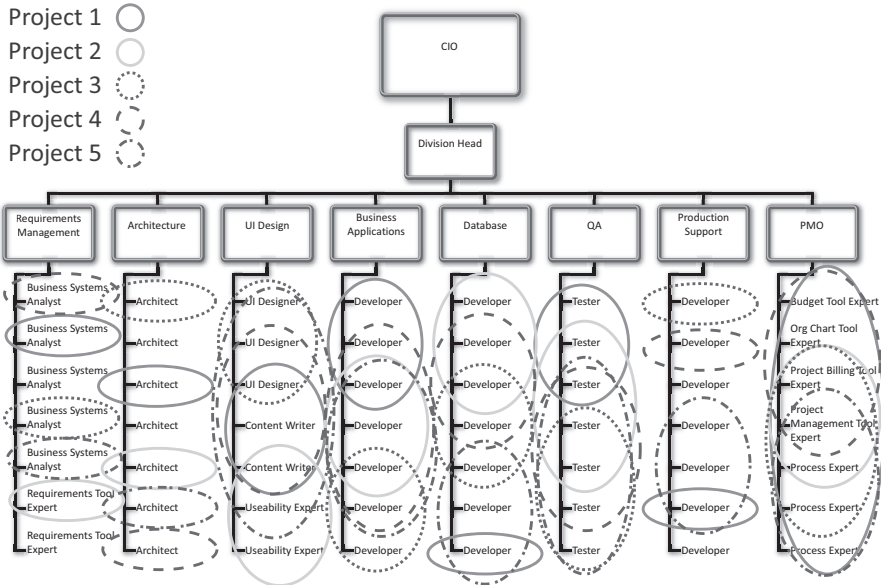 Project 1
Project 2
Project 3
Project 4
Project 5
CIO
Division Head
Requirements
Management
Architecture
UI Design
Business
Applications
Database
QA
Production
Support
PMO
Business Systems
Analyst
Business Systems
Analyst
Business Systems
Analyst
Business Systems
Analyst
Business Systems
Analyst
Requirements Tool
Expert
Requirements Tool
Expert
Architect
Architect
Architect
Architect
Architect
Architect
Architect
UI Designer
UI Designer
UI Designer
Content Writer
Content Writer
Useability Expert
Useability Expert
Developer
Developer
Developer
Developer
Developer
Developer
Developer
Developer
Developer
Developer
Developer
Developer
Developer
Developer
Tester
Tester
Tester
Tester
Tester
Tester
Tester
Developer
Developer
Developer
Developer
Developer
Developer
Developer
Budget Tool Expert
Org Chart Tool
Expert
Project Billing Tool
Expert
Project
Management Tool
Expert
Process Expert
Process Expert
Process Expert